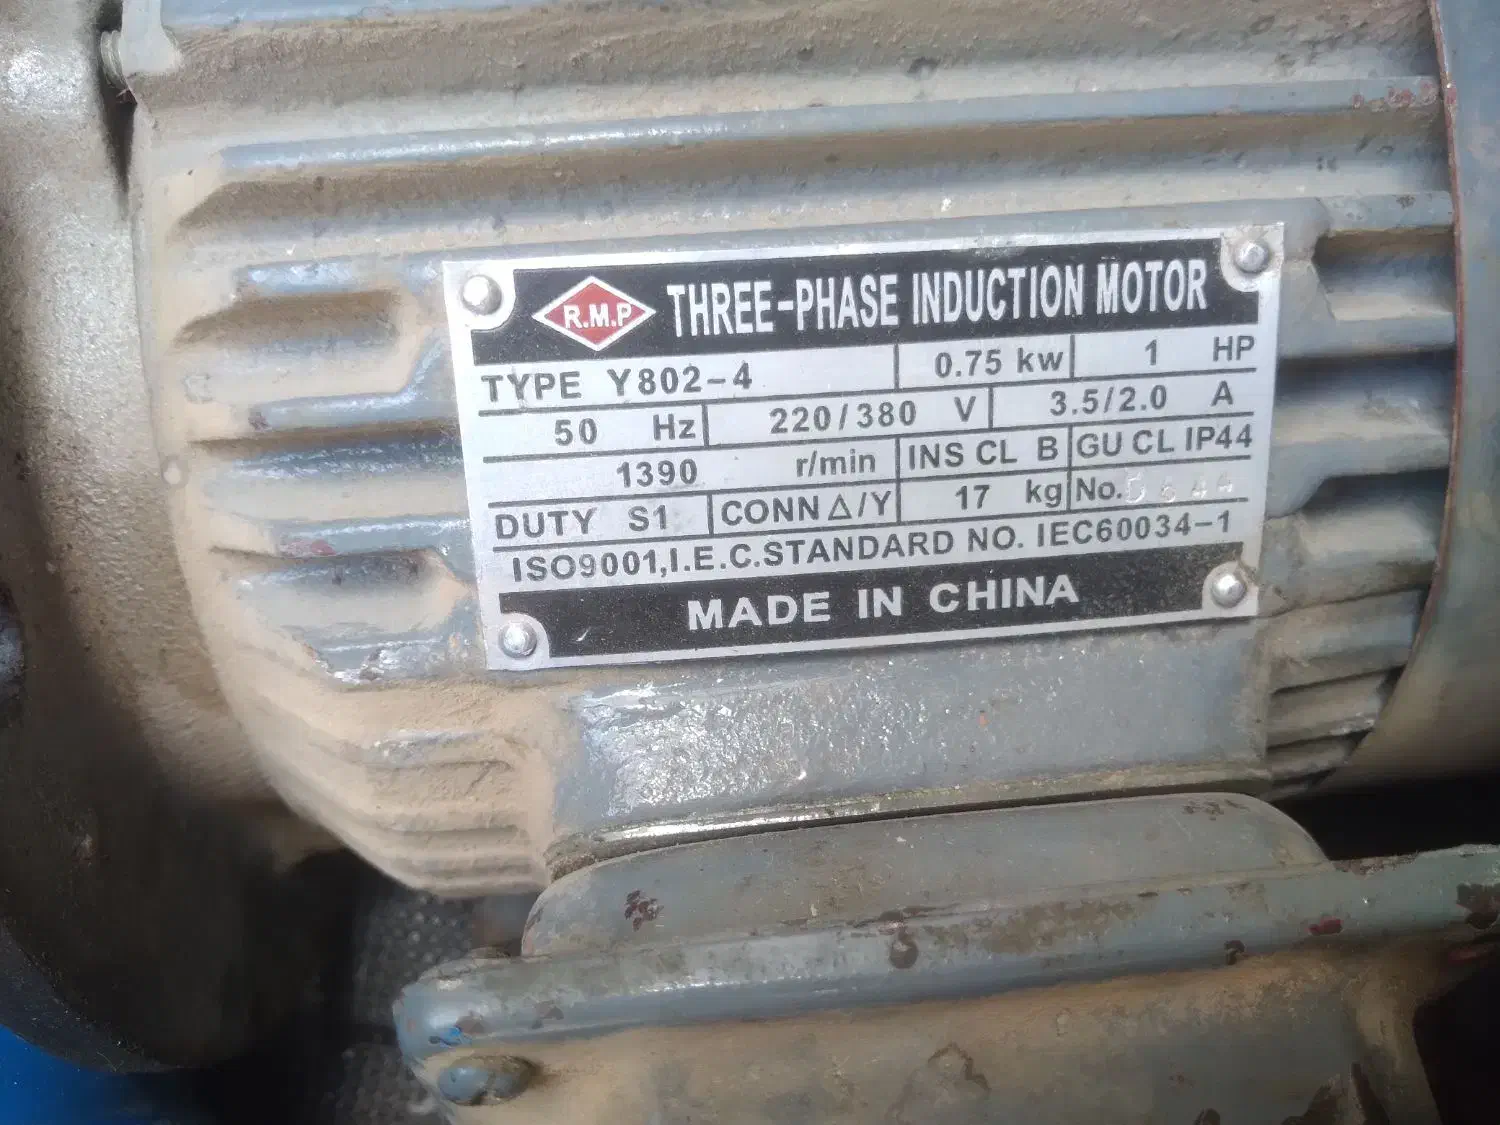 R.M.P THREE-PHASE INDUCTION MOTOR
TYPE Y802-4 0.75 kw 1 HP
50 Hz 220/380 V 3.5/2.0 A
1390 r/min INS CL B GU CL IP44
DUTY S1 CONN △/Y 17 kg No.
ISO9001,I.E.C.STANDARD NO. IEC60034-1
MADE IN CHINA